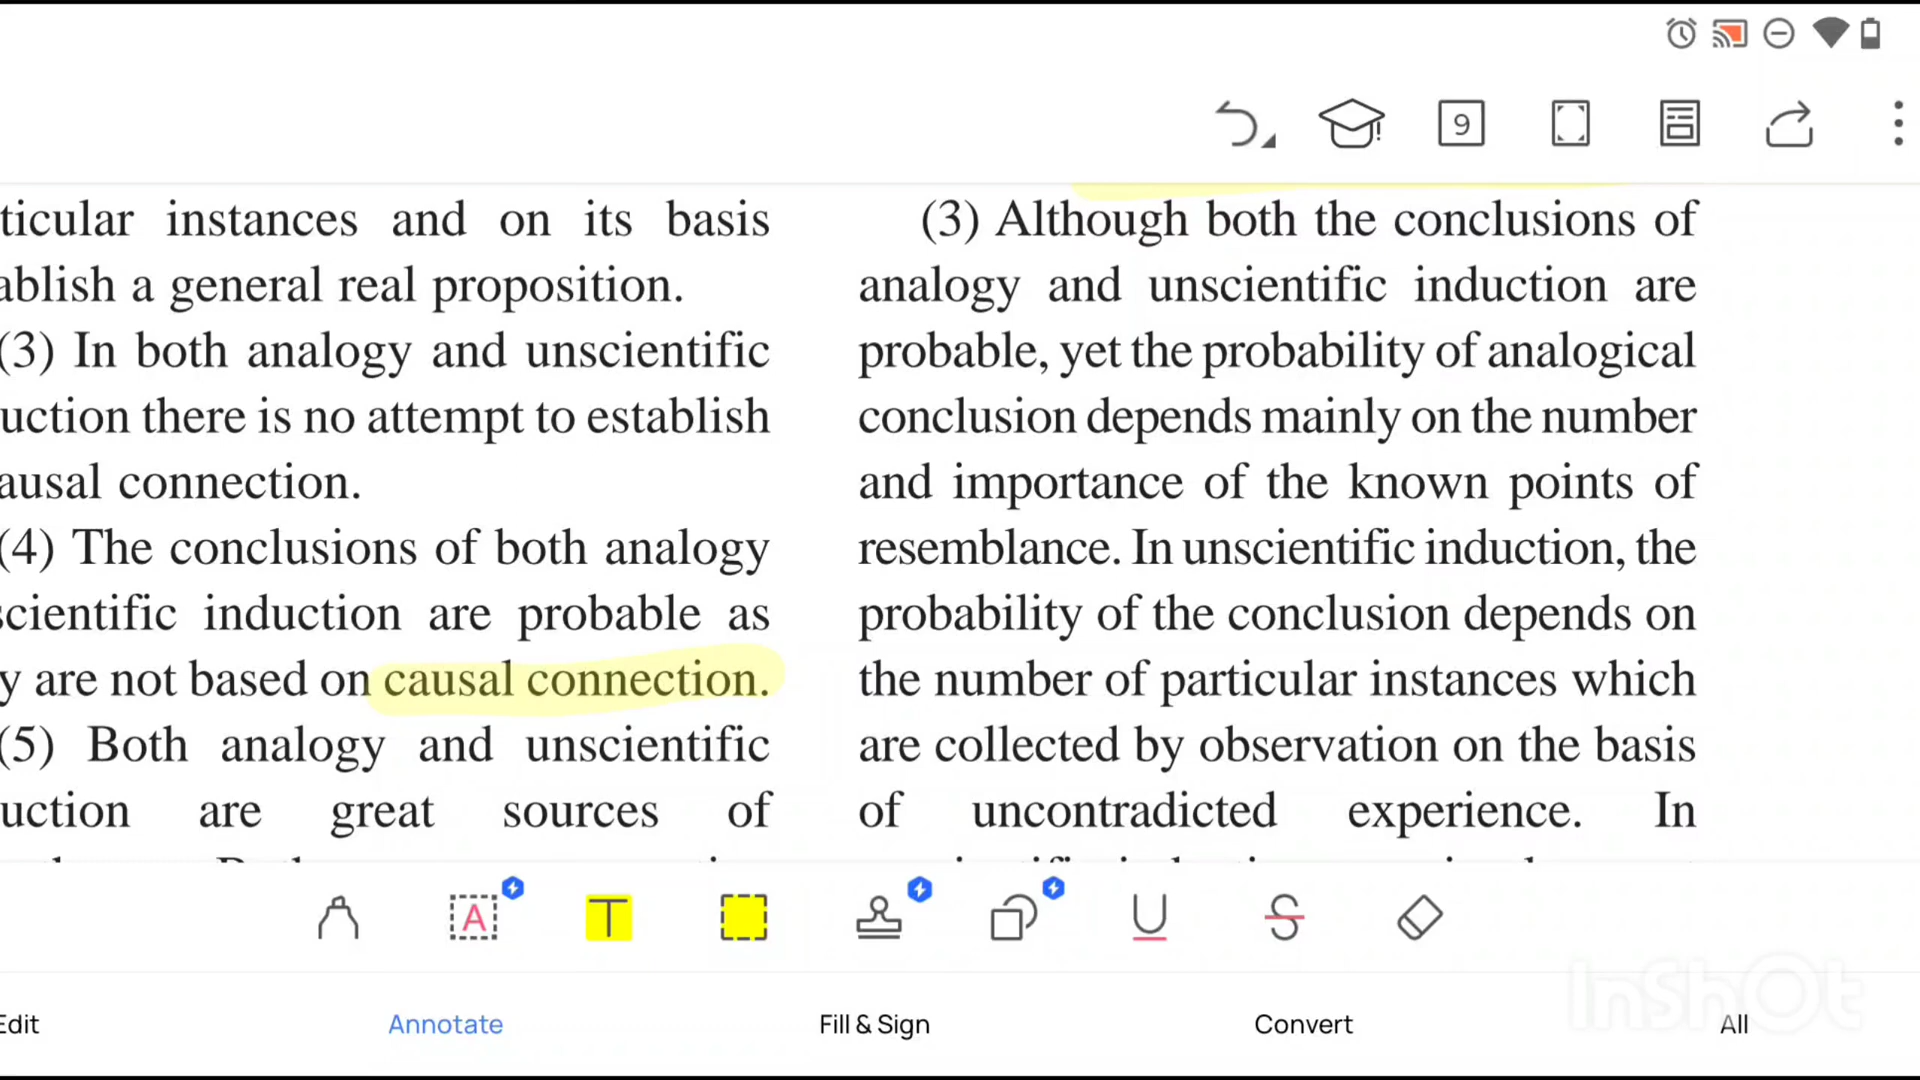 9
ticular instances and on its basis
ablish a general real proposition.
(3) In both analogy and unscientific
uction there is no attempt to establish
ausal connection.
(4) The conclusions of both analogy
scientific induction are probable as
y are not based on causal connection.
(5) Both analogy and unscientific
uction are great sources of
(3) Although both the conclusions of
analogy and unscientific induction are
probable, yet the probability of analogical
conclusion depends mainly on the number
and importance of the known points of
resemblance. In unscientific induction, the
probability of the conclusion depends on
the number of particular instances which
are collected by observation on the basis
of uncontradicted experience. In
Edit Annotate Fill & Sign Convert All
InShOt